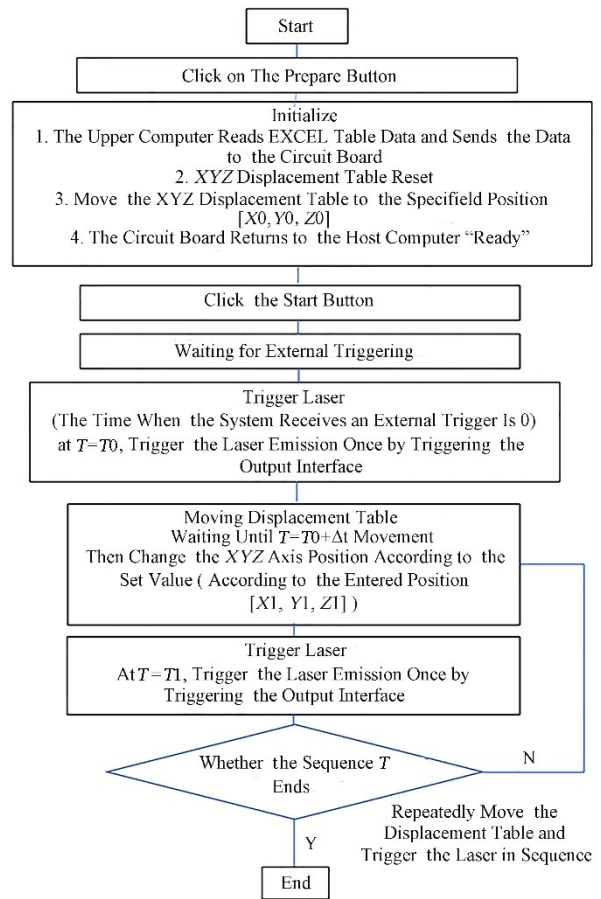 Start
Click on The Prepare Button
Initialize
1. The Upper Computer Reads EXCEL Table Data and Sends the Data
to the Circuit Board
2. XYZ Displacement Table Reset
3. Move the XYZ Displacement Table to the Specifield Position
[X0, Y0, Z0]
4. The Circuit Board Returns to the Host Computer “Ready”
Click the Start Button
Waiting for External Triggering
Trigger Laser
(The Time When the System Receives an External Trigger Is 0)
at T=T0, Trigger the Laser Emission Once by Triggering the
Output Interface
Moving Displacement Table
Waiting Until T=T0+Δt Movement
Then Change the XYZ Axis Position According to the
Set Value ( According to the Entered Position
[X1, Y1, Z1] )
Trigger Laser
At T=T1, Trigger the Laser Emission Once by
Triggering the Output Interface
Whether the Sequence T
Ends
N
Repeatedly Move the
Displacement Table and
Trigger the Laser in Sequence
Y
End